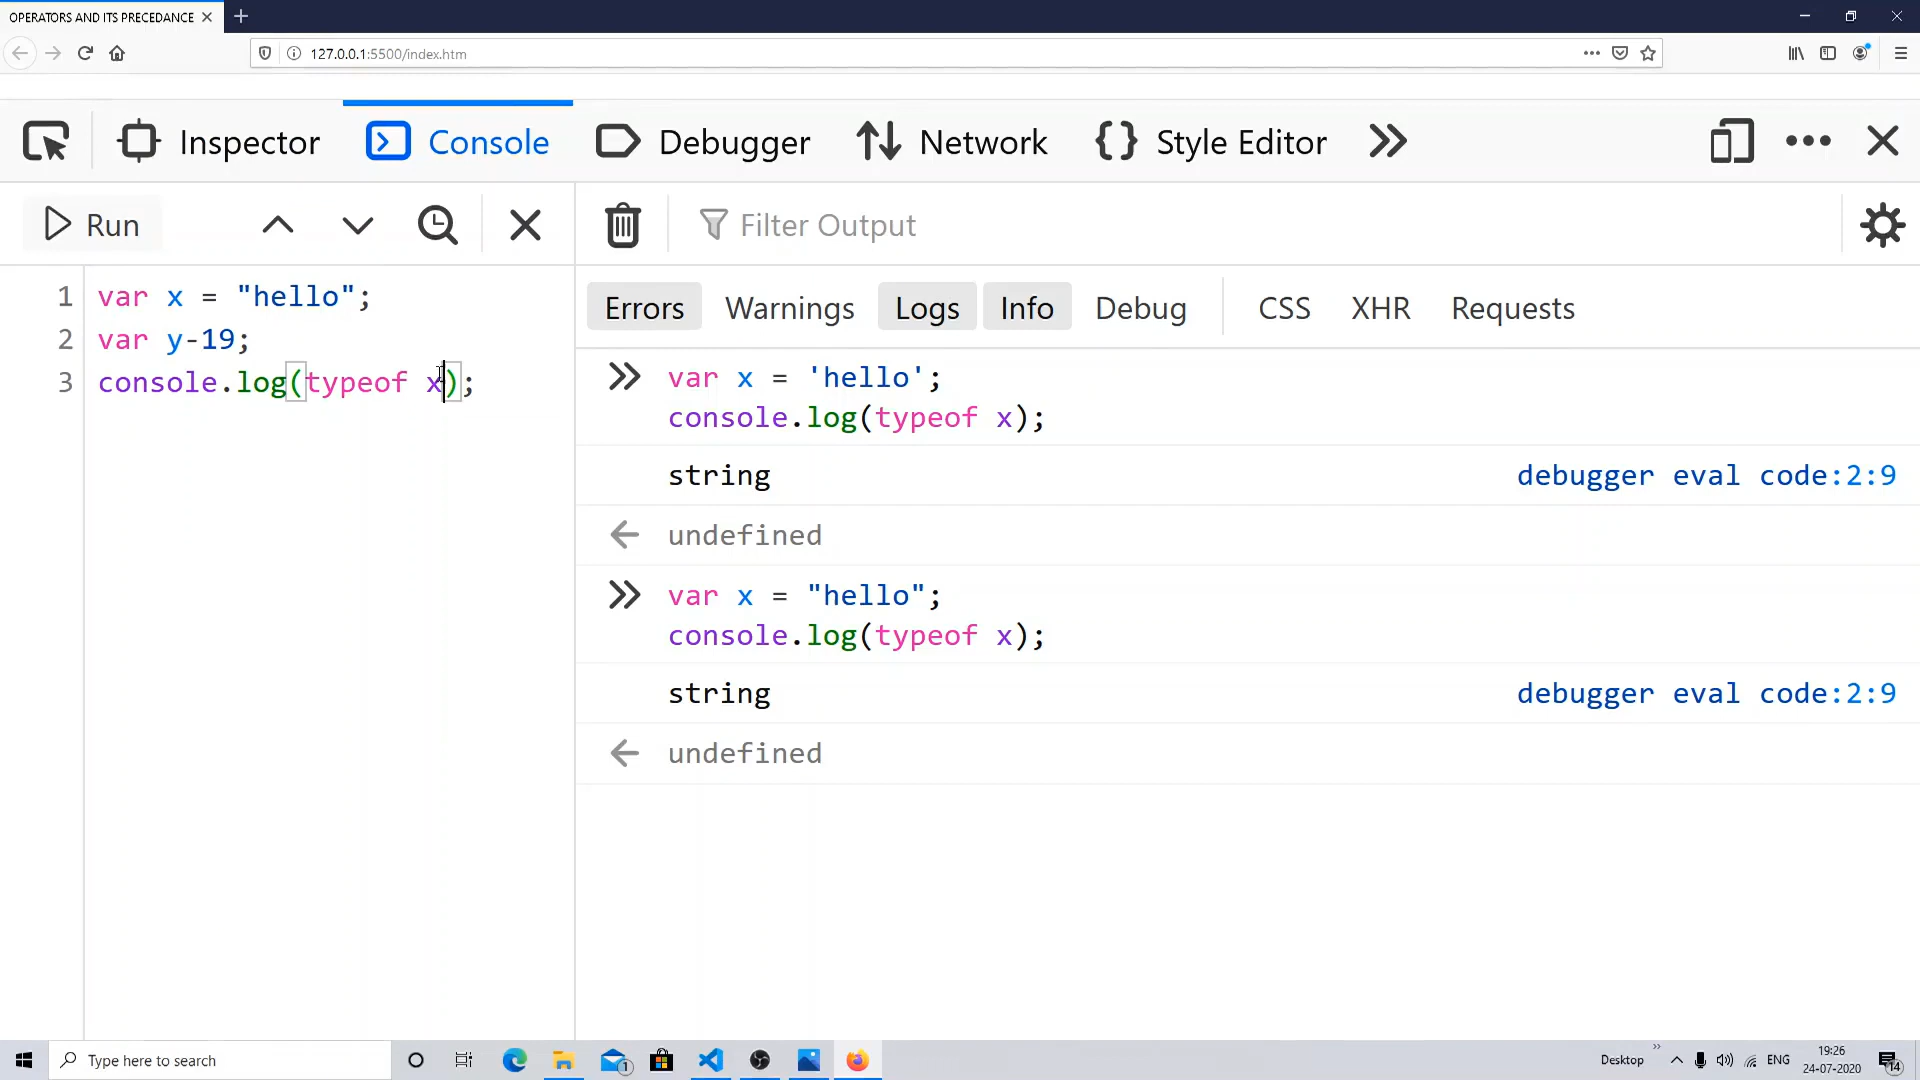 OPERATORS AND ITS PRECEDANCE
127.0.0.1:5500/index.htm
Inspector Console Debugger Network Style Editor
Run
Filter Output
Errors Warnings Logs Info Debug CSS XHR Requests
1 var x = "hello";
2 var y-19;
3 console.log(typeof x);
var x = 'hello';
console.log(typeof x);
string debugger eval code:2:9
undefined
var x = "hello";
console.log(typeof x);
string debugger eval code:2:9
undefined
Type here to search
1
Desktop
ENG
19:26
24-07-2020
14